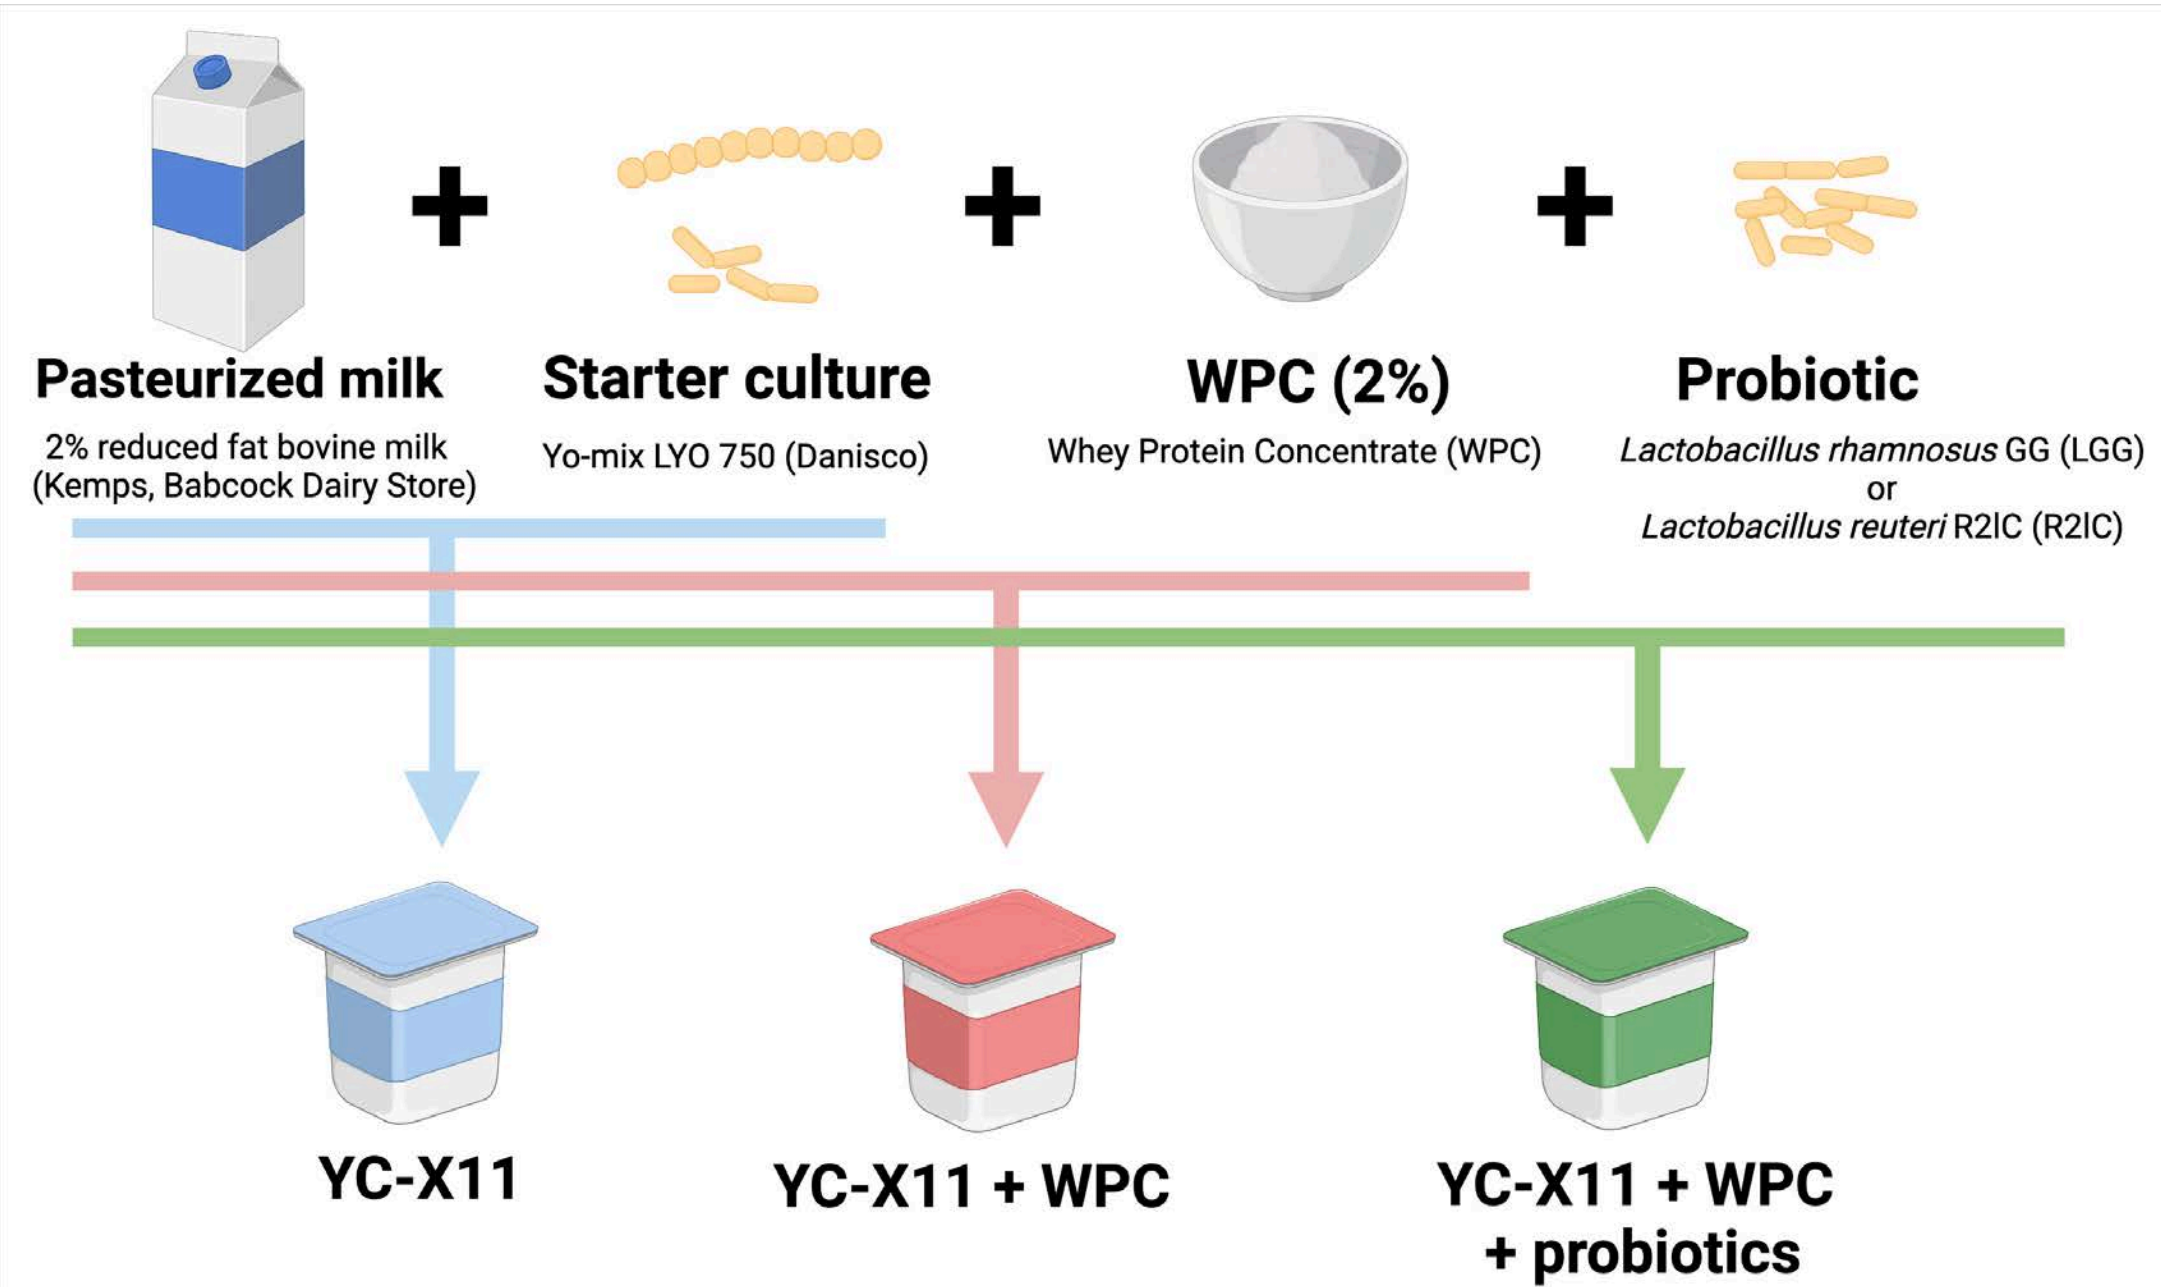 Pasteurized milk
2% reduced fat bovine milk
(Kemps, Babcock Dairy Store)
Starter culture
Yo-mix LYO 750 (Danisco)
WPC (2%)
Whey Protein Concentrate (WPC)
Probiotic
Lactobacillus rhamnosus GG (LGG)
or
Lactobacillus reuteri R2lC (R2lC)
YC-X11
YC-X11 + WPC
YC-X11 + WPC
+ probiotics